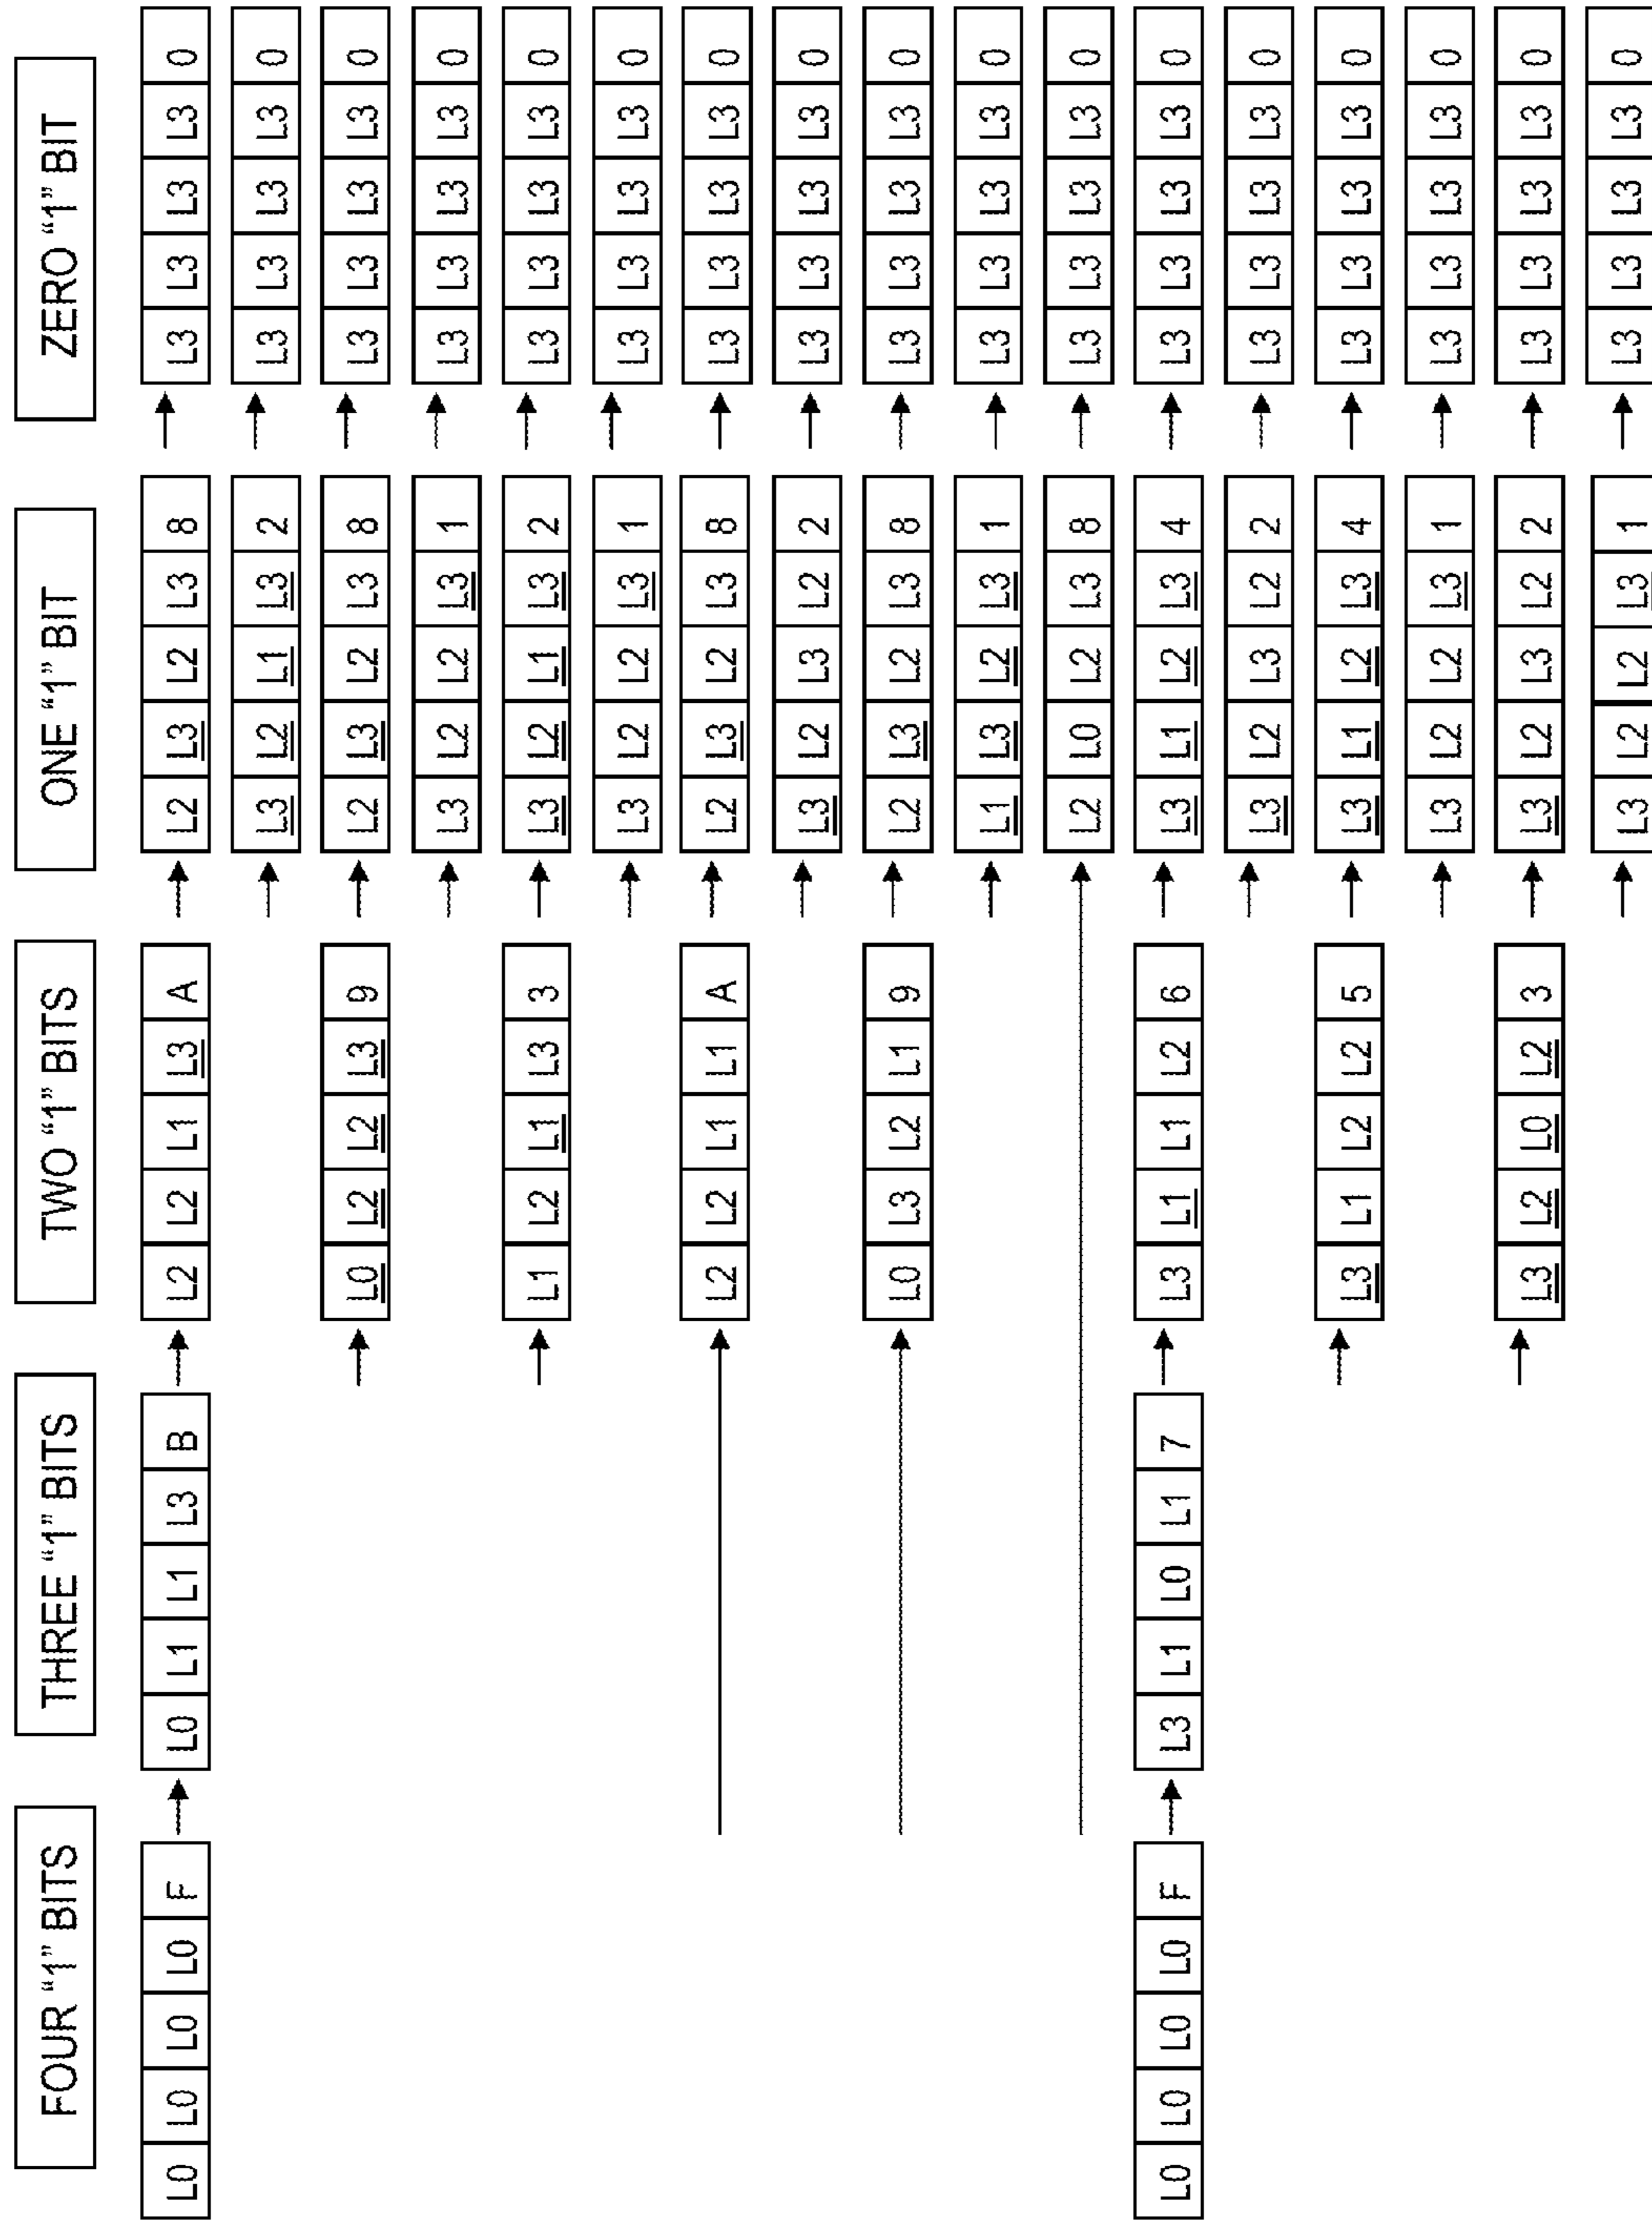 FOUR “1” BITS THREE “1” BITS TWO “1” BITS ONE “1” BIT ZERO “1” BIT
L0 L0 L0 L0 F L0 L1 L1 L3 B L2 L2 L1 L3 A L2 L3 L2 L3 8 L3 L3 L3 L3 0
L3 L2 L1 L3 2 L3 L3 L3 L3 0
L0 L2 L2 L3 9 L2 L3 L2 L3 8 L3 L3 L3 L3 0
L3 L2 L2 L3 1 L3 L3 L3 L3 0
L1 L2 L1 L3 3 L3 L2 L1 L3 2 L3 L3 L3 L3 0
L3 L2 L2 L3 1 L3 L3 L3 L3 0
L2 L2 L1 L1 A L2 L3 L2 L3 8 L3 L3 L3 L3 0
L3 L2 L3 L2 2 L3 L3 L3 L3 0
L0 L3 L2 L1 9 L2 L3 L2 L3 8 L3 L3 L3 L3 0
L1 L3 L2 L3 1 L3 L3 L3 L3 0
L2 L0 L2 L3 8 L3 L3 L3 L3 0
L0 L0 L0 L0 F L3 L1 L0 L1 7 L3 L1 L1 L2 6 L3 L1 L2 L3 4 L3 L3 L3 L3 0
L3 L2 L3 L2 2 L3 L3 L3 L3 0
L3 L1 L2 L2 5 L3 L1 L2 L3 4 L3 L3 L3 L3 0
L3 L2 L2 L3 1 L3 L3 L3 L3 0
L3 L2 L0 L2 3 L3 L2 L3 L2 2 L3 L3 L3 L3 0
L3 L2 L2 L3 1 L3 L3 L3 L3 0